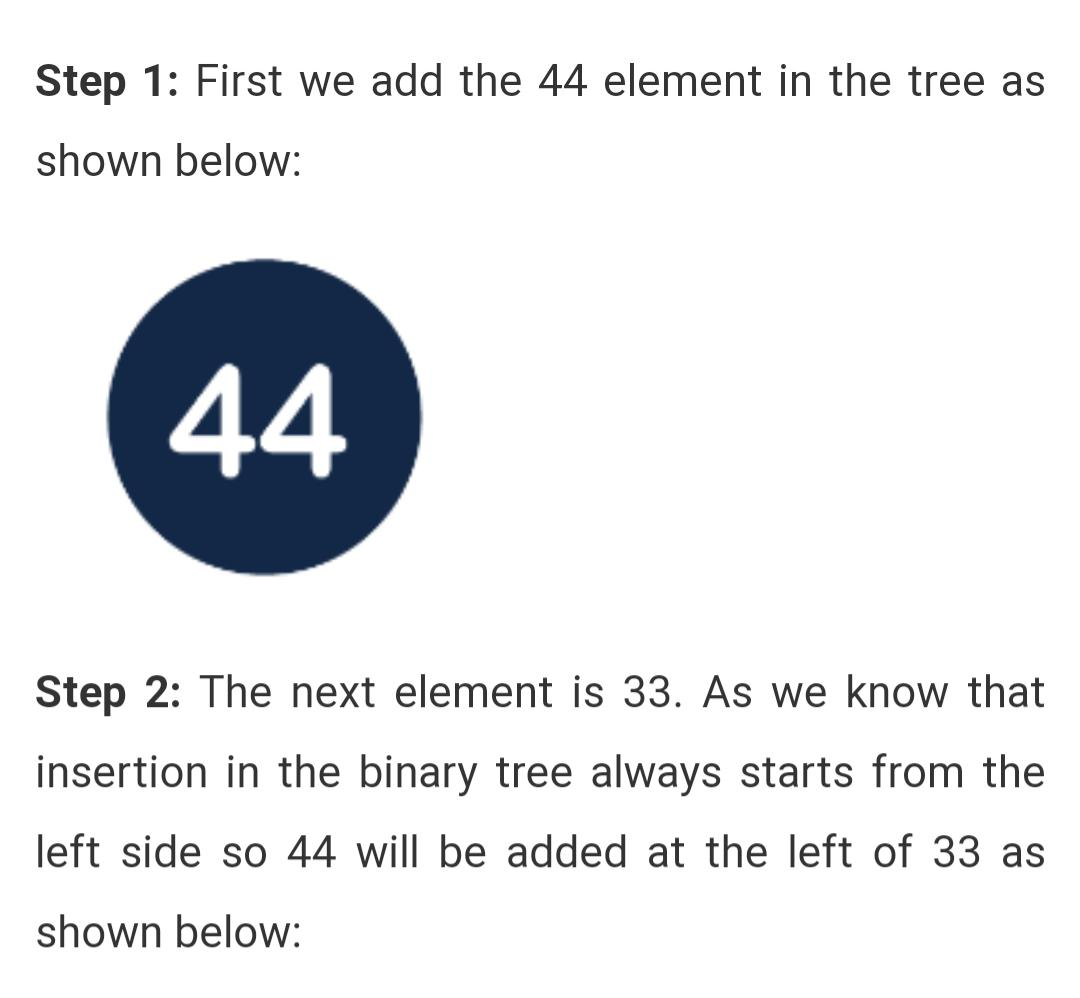 Step 1: First we add the 44 element in the tree as
shown below:
44
Step 2: The next element is 33. As we know that
insertion in the binary tree always starts from the
left side so 44 will be added at the left of 33 as
shown below: